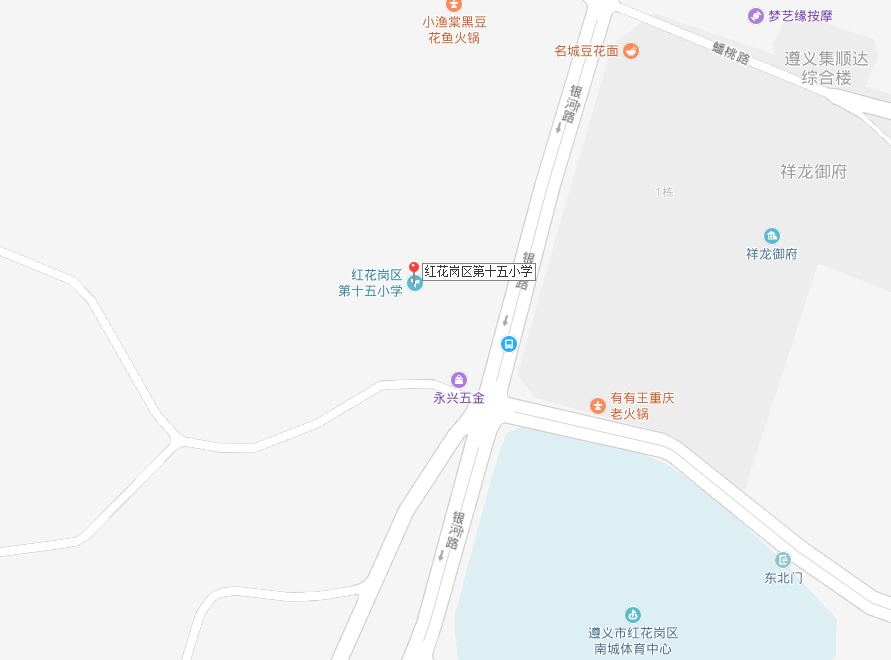 梦艺缘按摩
小渔棠黑豆
花鱼火锅
名城豆花面
蟠桃路
遵义集顺达
综合楼
银河路
祥龙御府
1栋
祥龙御府
红花岗区
第十五小学
红花岗区第十五小学
银
路
永兴五金
有有王重庆
老火锅
银河路
东北门
遵义市红花岗区
南城体育中心